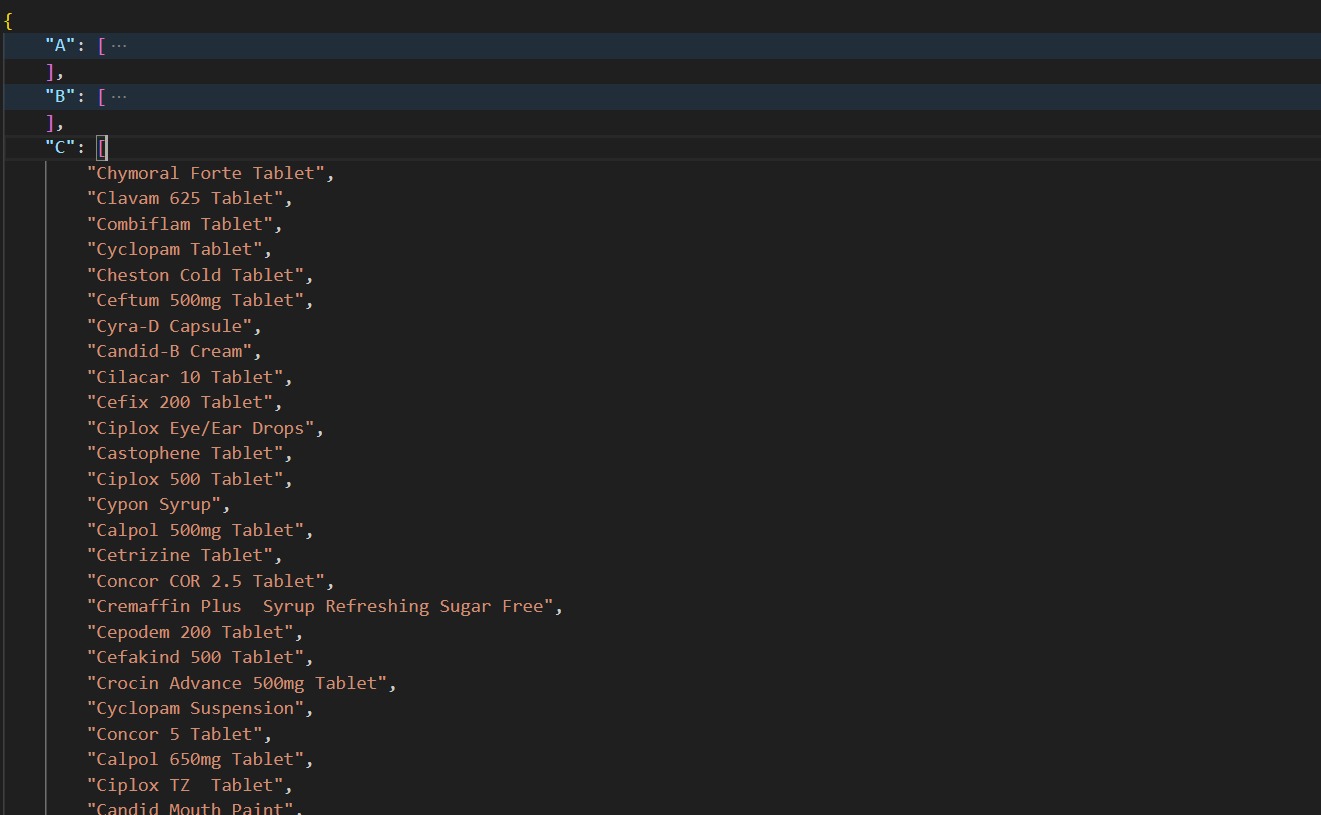 {
    "A": [ ···
    ],
    "B": [ ···
    ],
    "C": [
        "Chymoral Forte Tablet",
        "Clavam 625 Tablet",
        "Combiflam Tablet",
        "Cyclopam Tablet",
        "Cheston Cold Tablet",
        "Ceftum 500mg Tablet",
        "Cyra-D Capsule",
        "Candid-B Cream",
        "Cilacar 10 Tablet",
        "Cefix 200 Tablet",
        "Ciplox Eye/Ear Drops",
        "Castophene Tablet",
        "Ciplox 500 Tablet",
        "Cypon Syrup",
        "Calpol 500mg Tablet",
        "Cetrizine Tablet",
        "Concor COR 2.5 Tablet",
        "Cremaffin Plus  Syrup Refreshing Sugar Free",
        "Cepodem 200 Tablet",
        "Cefakind 500 Tablet",
        "Crocin Advance 500mg Tablet",
        "Cyclopam Suspension",
        "Concor 5 Tablet",
        "Calpol 650mg Tablet",
        "Ciplox TZ  Tablet",
        "Candid Mouth Paint",